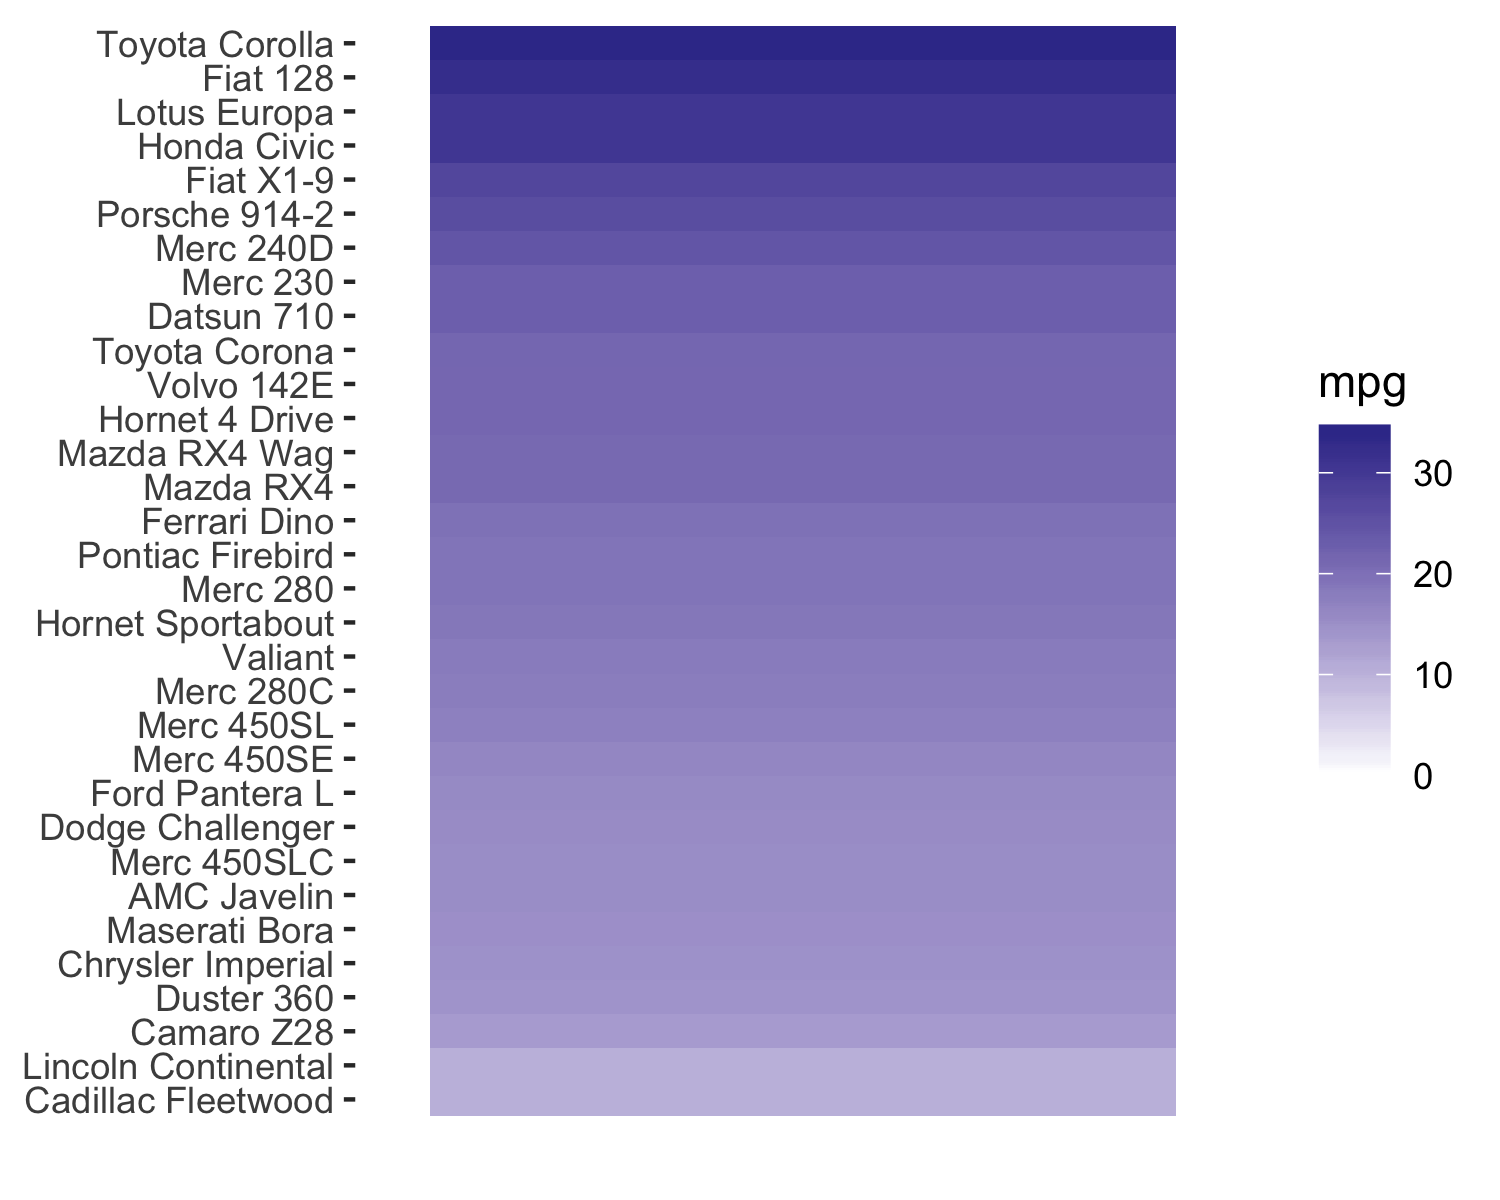 Toyota Corolla
Fiat 128
Lotus Europa
Honda Civic
Fiat X1-9
Porsche 914-2
Merc 240D
Merc 230
Datsun 710
Toyota Corona
Volvo 142E
Hornet 4 Drive
Mazda RX4 Wag
Mazda RX4
Ferrari Dino
Pontiac Firebird
Merc 280
Hornet Sportabout
Valiant
Merc 280C
Merc 450SL
Merc 450SE
Ford Pantera L
Dodge Challenger
Merc 450SLC
AMC Javelin
Maserati Bora
Chrysler Imperial
Duster 360
Camaro Z28
Lincoln Continental
Cadillac Fleetwood
mpg
30
20
10
0